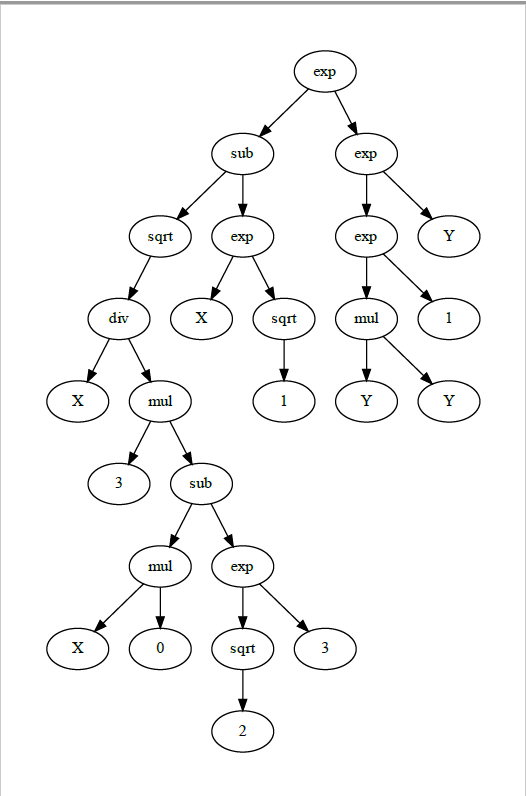 exp
sub exp
sqrt exp exp Y
div X sqrt mul 1
X mul 1 Y Y
3 sub
mul exp
X 0 sqrt 3
2